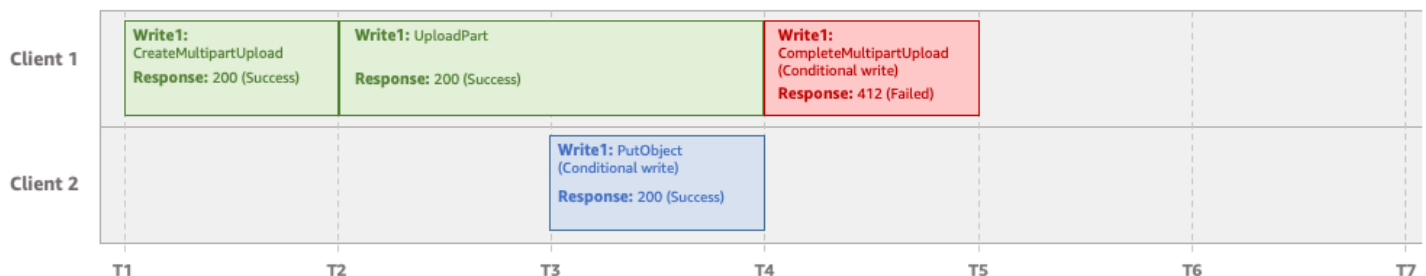 Client 1
Write1:
CreateMultipartUpload
Response: 200 (Success)
Write1: UploadPart
Response: 200 (Success)
Write1:
CompleteMultipartUpload
(Conditional write)
Response: 412 (Failed)
Client 2
Write1: PutObject
(Conditional write)
Response: 200 (Success)
T1 T2 T3 T4 T5 T6 T7